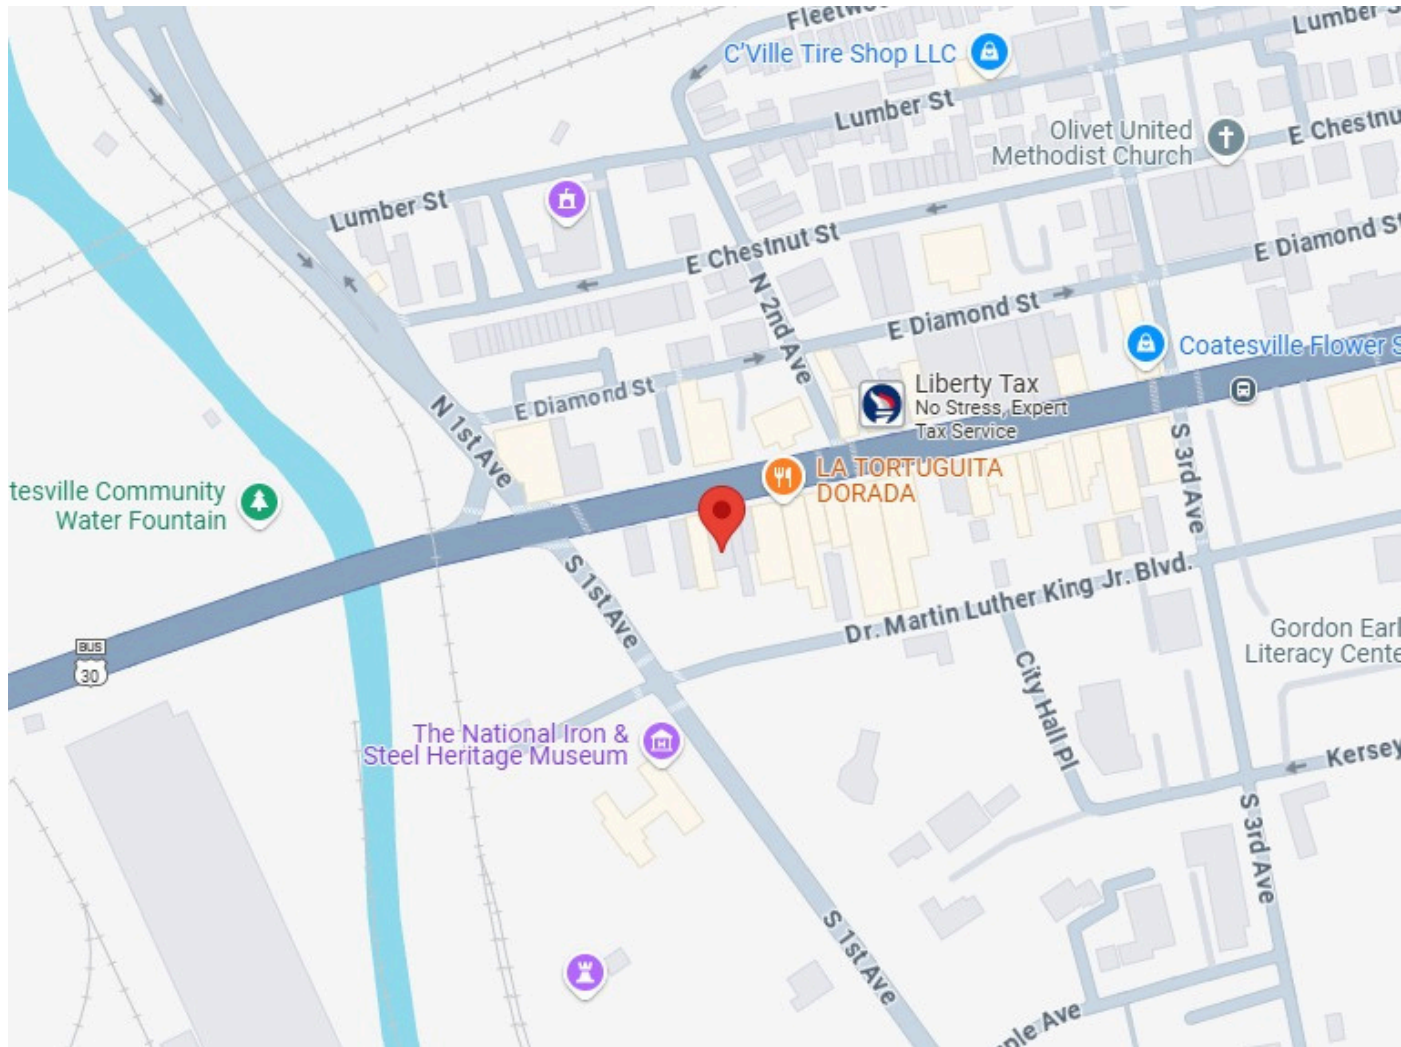 Fleetwo
Lumber S
C'Ville Tire Shop LLC
Lumber St
Olivet United
Methodist Church
E Chestnu
Lumber St
E Chestnut St
E Diamond St
N 2nd Ave
E Diamond St
Coatesville Flower S
Liberty Tax
No Stress, Expert
Tax Service
E Diamond St
N 1st Ave
S 3rd Ave
LA TORTUGUITA
DORADA
tesville Community
Water Fountain
S 1st Ave
Dr. Martin Luther King Jr. Blvd.
Gordon Earl
Literacy Cente
BUS
30
City Hall Pl
The National Iron &
Steel Heritage Museum
Kersey
S 3rd Ave
S 1st Ave
ple Ave